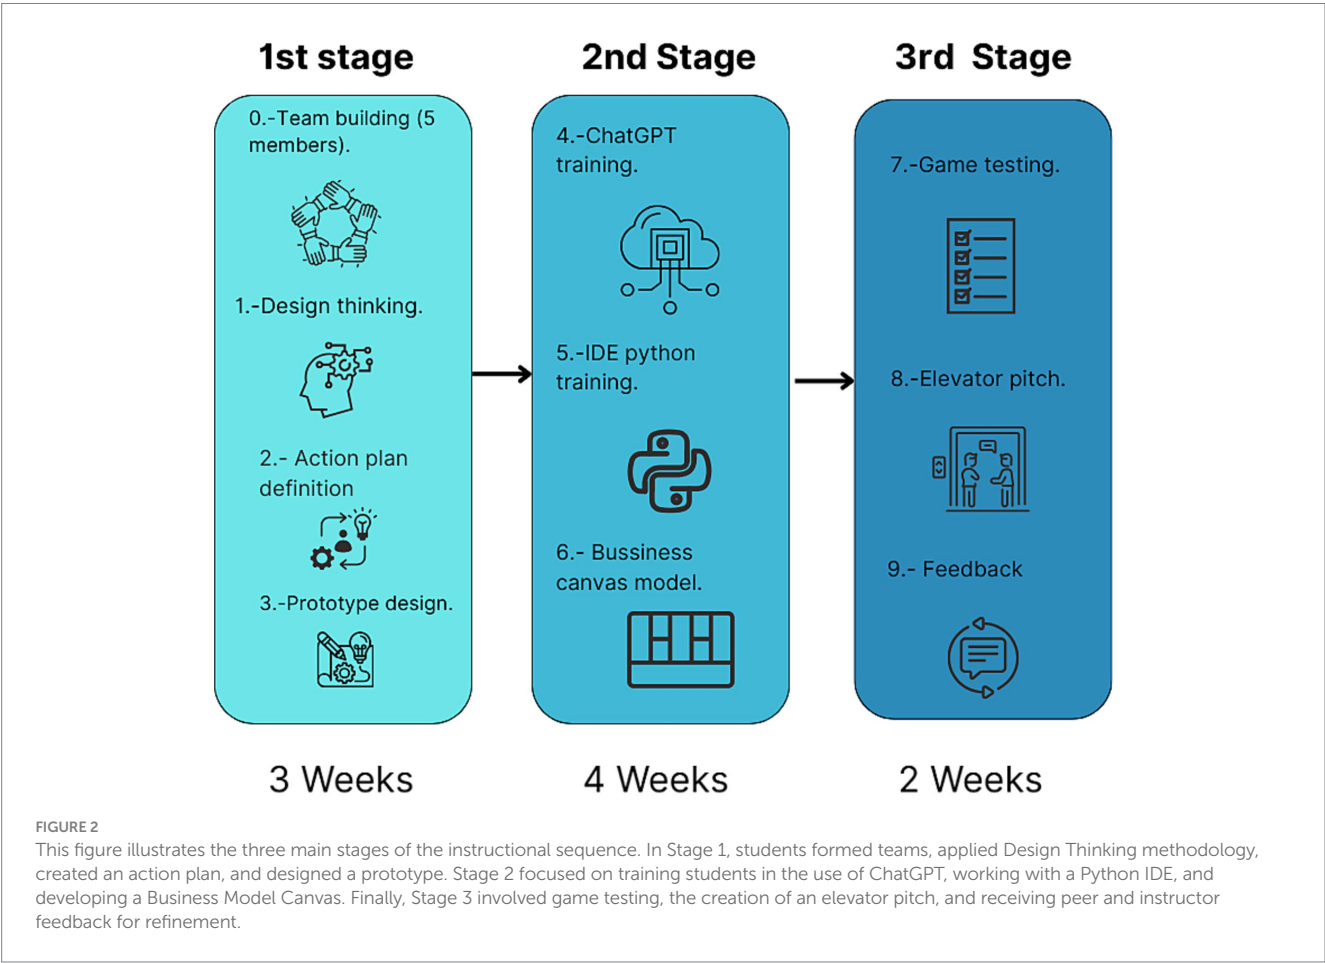 1st stage
0.-Team building (5
members).
1.-Design thinking.
2.- Action plan
definition
3.-Prototype design.
3 Weeks
2nd Stage
4.-ChatGPT
training.
5.-IDE python
training.
6.- Bussiness
canvas model.
4 Weeks
3rd Stage
7.-Game testing.
8.-Elevator pitch.
9.- Feedback
2 Weeks
FIGURE 2
This figure illustrates the three main stages of the instructional sequence. In Stage 1, students formed teams, applied Design Thinking methodology,
created an action plan, and designed a prototype. Stage 2 focused on training students in the use of ChatGPT, working with a Python IDE, and
developing a Business Model Canvas. Finally, Stage 3 involved game testing, the creation of an elevator pitch, and receiving peer and instructor
feedback for refinement.